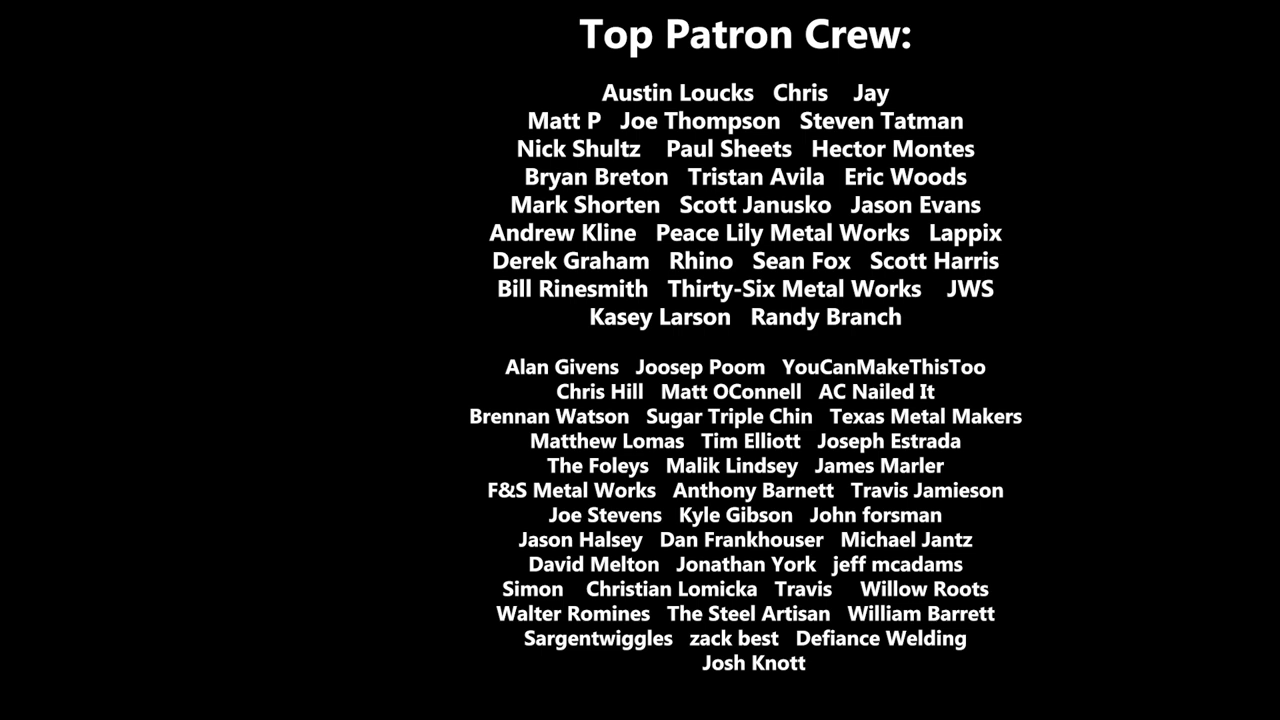 Top Patron Crew:
Austin Loucks Chris Jay
Matt P Joe Thompson Steven Tatman
Nick Shultz Paul Sheets Hector Montes
Bryan Breton Tristan Avila Eric Woods
Mark Shorten Scott Janusko Jason Evans
Andrew Kline Peace Lily Metal Works Lappix
Derek Graham Rhino Sean Fox Scott Harris
Bill Rinesmith Thirty-Six Metal Works JWS
Kasey Larson Randy Branch
Alan Givens Joosep Poom YouCanMakeThisToo
Chris Hill Matt OConnell AC Nailed It
Brennan Watson Sugar Triple Chin Texas Metal Makers
Matthew Lomas Tim Elliott Joseph Estrada
The Foleys Malik Lindsey James Marler
F&S Metal Works Anthony Barnett Travis Jamieson
Joe Stevens Kyle Gibson John forsman
Jason Halsey Dan Frankhouser Michael Jantz
David Melton Jonathan York jeff mcadams
Simon Christian Lomicka Travis Willow Roots
Walter Romines The Steel Artisan William Barrett
Sargentwiggles zack best Defiance Welding
Josh Knott